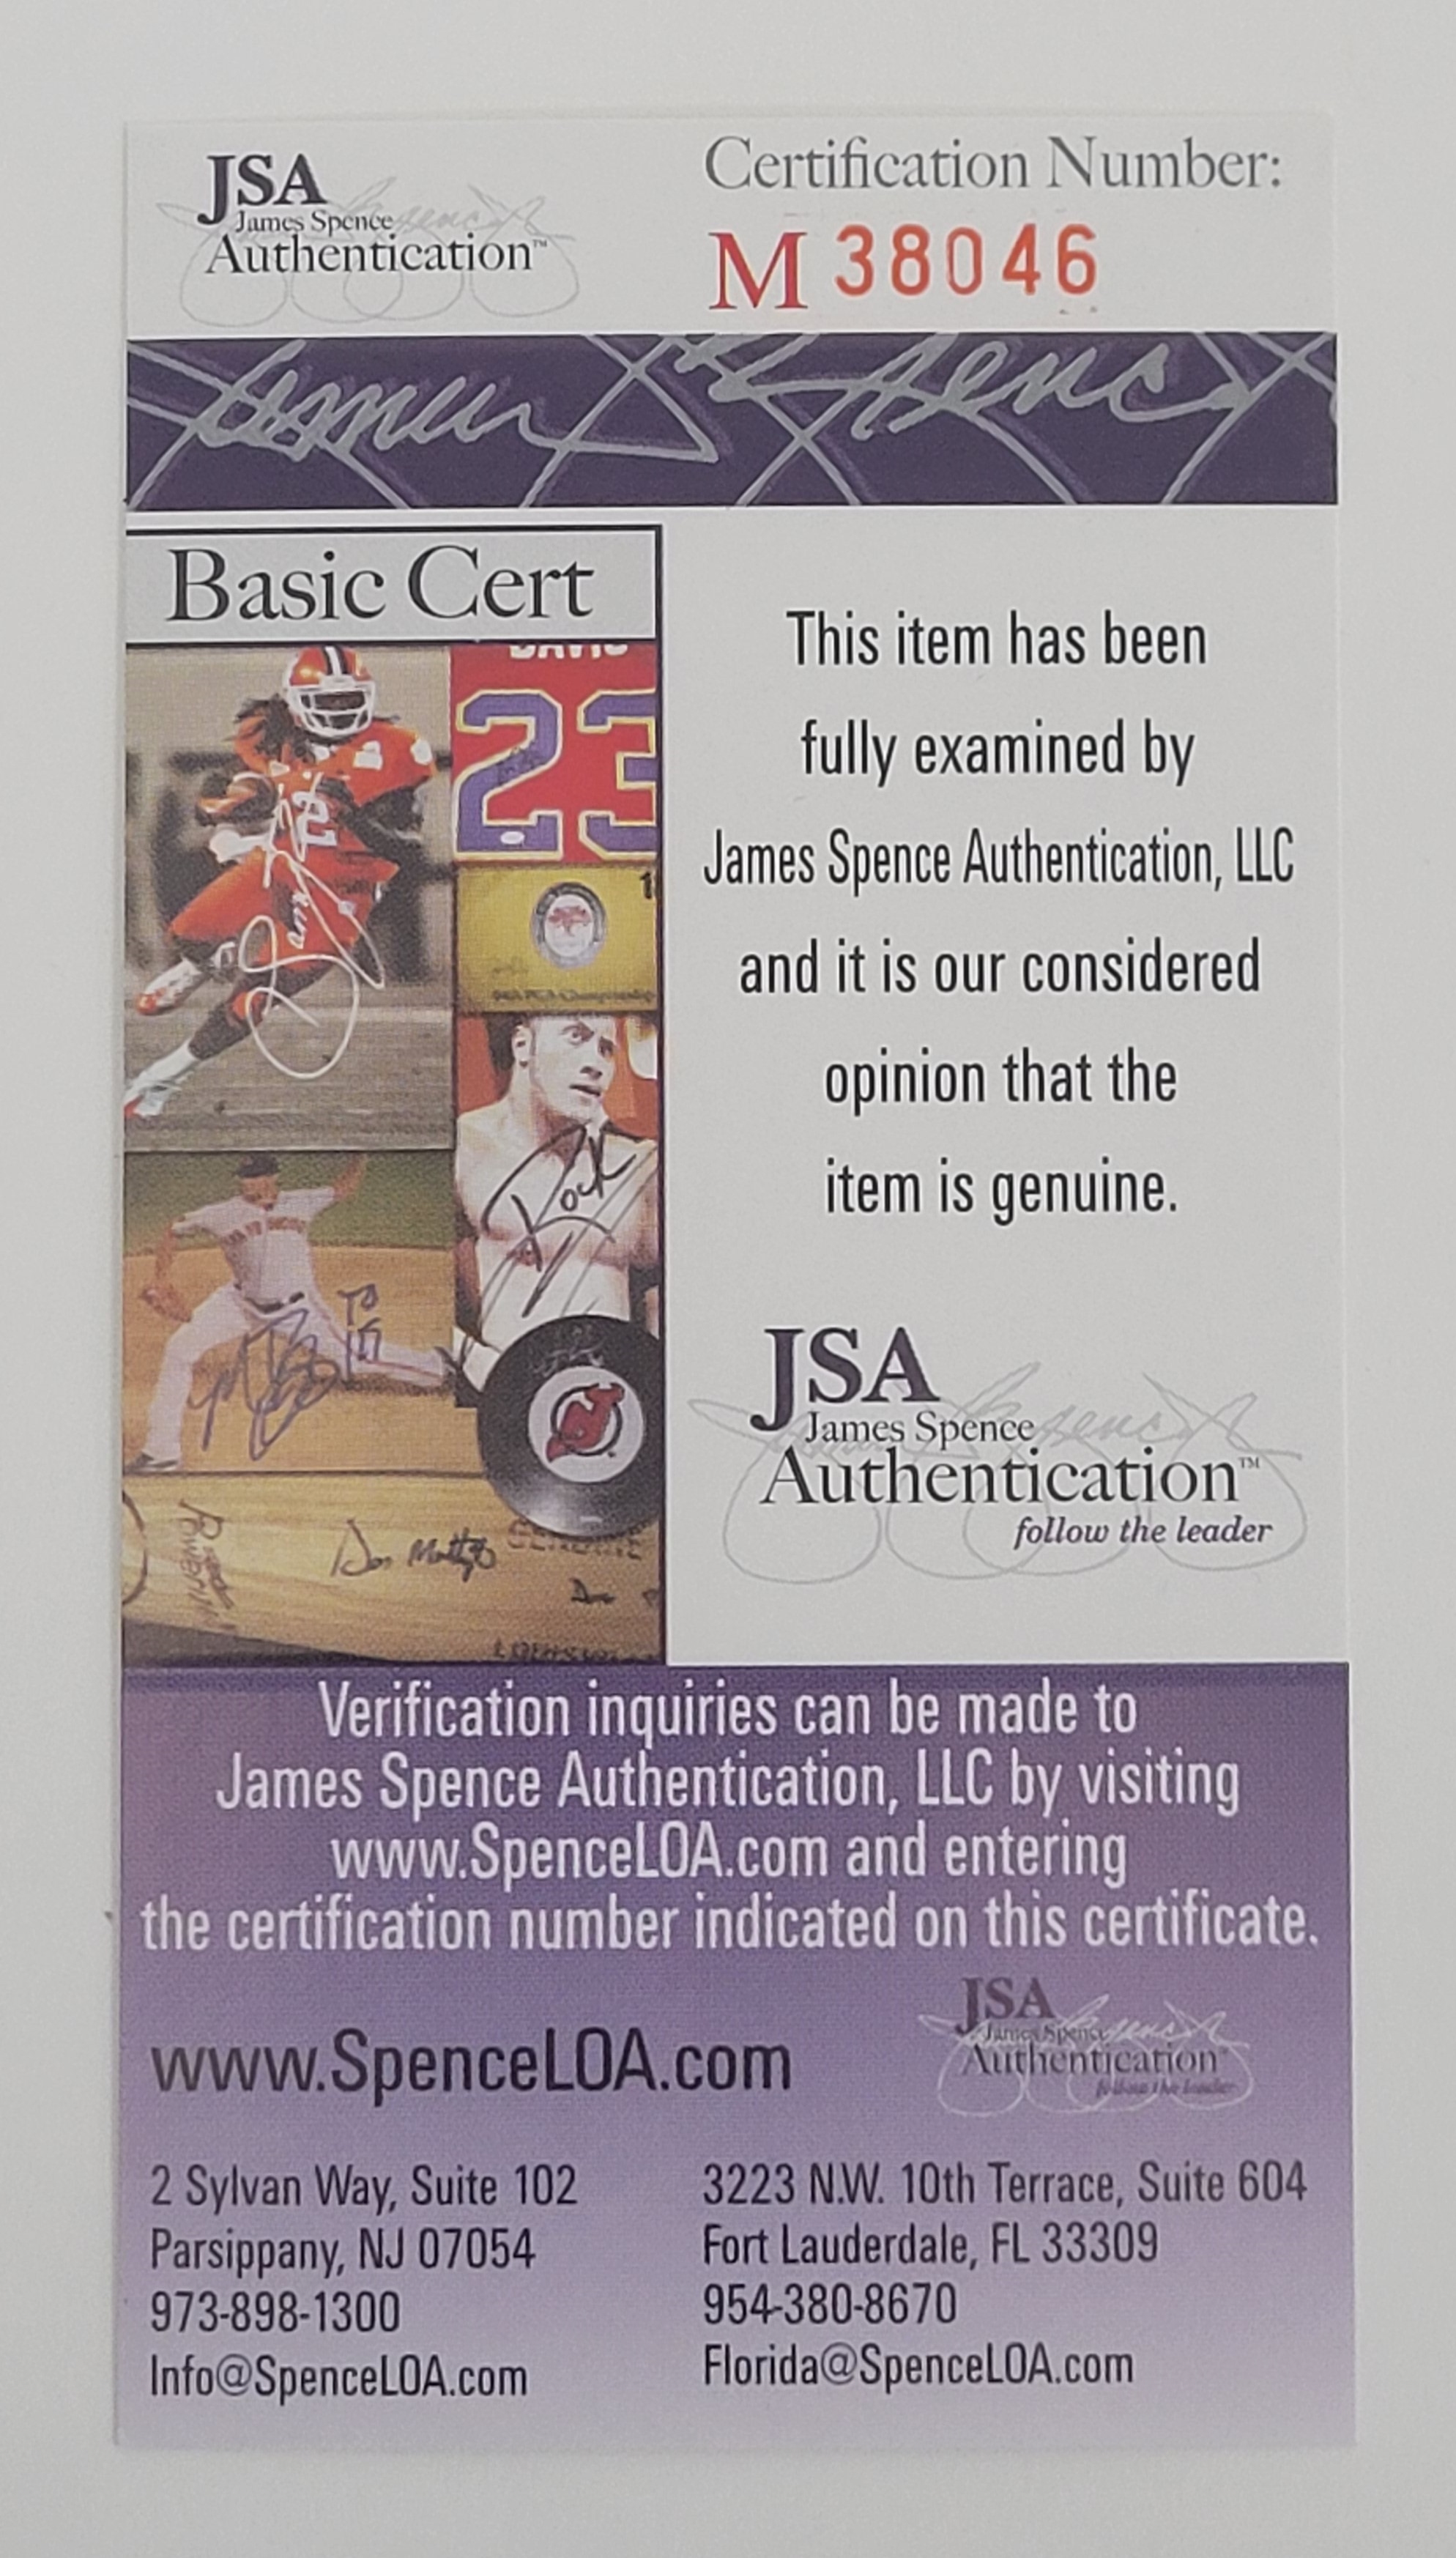 JSA
James Spence
Authentication™
Certification Number:
M 38046
Basic Cert
23
Rock
Don Mattingly
This item has been
fully examined by
James Spence Authentication, LLC
and it is our considered
opinion that the
item is genuine.
JSA
James Spence
Authentication™
follow the leader
Verification inquiries can be made to
James Spence Authentication, LLC by visiting
www.SpenceLOA.com and entering
the certification number indicated on this certificate.
www.SpenceLOA.com
JSA
James Spence
Authentication
follow the leader
2 Sylvan Way, Suite 102
Parsippany, NJ 07054
973-898-1300
Info@SpenceLOA.com
3223 N.W. 10th Terrace, Suite 604
Fort Lauderdale, FL 33309
954-380-8670
Florida@SpenceLOA.com